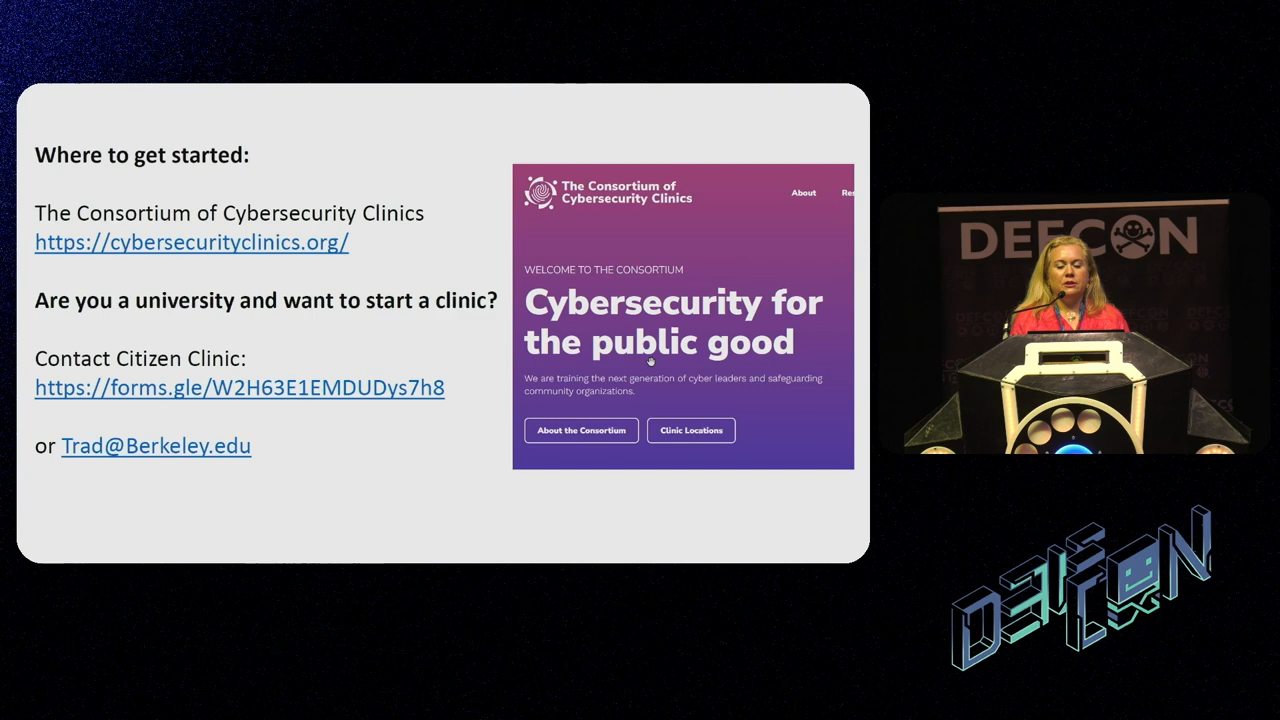 Where to get started:
The Consortium of Cybersecurity Clinics
https://cybersecurityclinics.org/
Are you a university and want to start a clinic?
Contact Citizen Clinic:
https://forms.gle/W2H63E1EMDUDys7h8
or Trad@Berkeley.edu
The Consortium of
Cybersecurity Clinics
About
Res
WELCOME TO THE CONSORTIUM
Cybersecurity for
the public good
We are training the next generation of cyber leaders and safeguarding
community organizations.
About the Consortium
Clinic Locations
DEFCON
DEF
CON